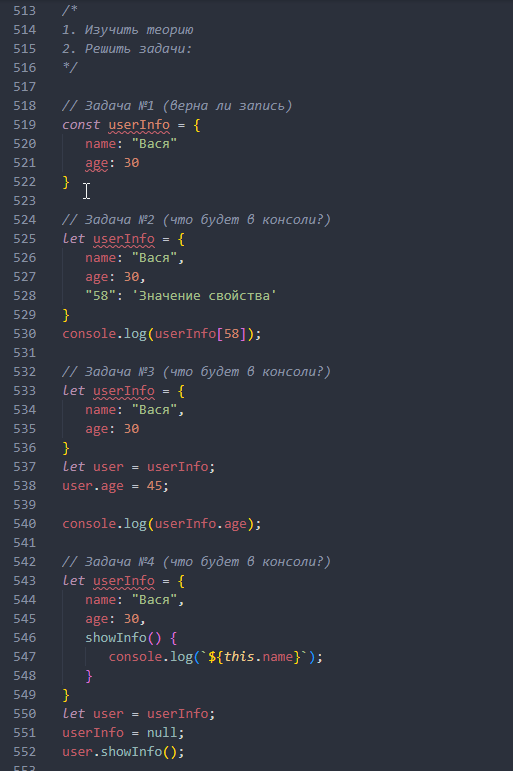 513 /*
514 1. Изучить теорию
515 2. Решить задачи:
516 */
517
518 // Задача №1 (верна ли запись)
519 const userInfo = {
520 name: "Вася"
521 age: 30
522 }
523
524 // Задача №2 (что будет в консоли?)
525 let userInfo = {
526 name: "Вася",
527 age: 30,
528 "58": 'Значение свойства'
529 }
530 console.log(userInfo[58]);
531
532 // Задача №3 (что будет в консоли?)
533 let userInfo = {
534 name: "Вася",
535 age: 30
536 }
537 let user = userInfo;
538 user.age = 45;
539
540 console.log(userInfo.age);
541
542 // Задача №4 (что будет в консоли?)
543 let userInfo = {
544 name: "Вася",
545 age: 30,
546 showInfo() {
547 console.log(`${this.name}`);
548 }
549 }
550 let user = userInfo;
551 userInfo = null;
552 user.showInfo();
553